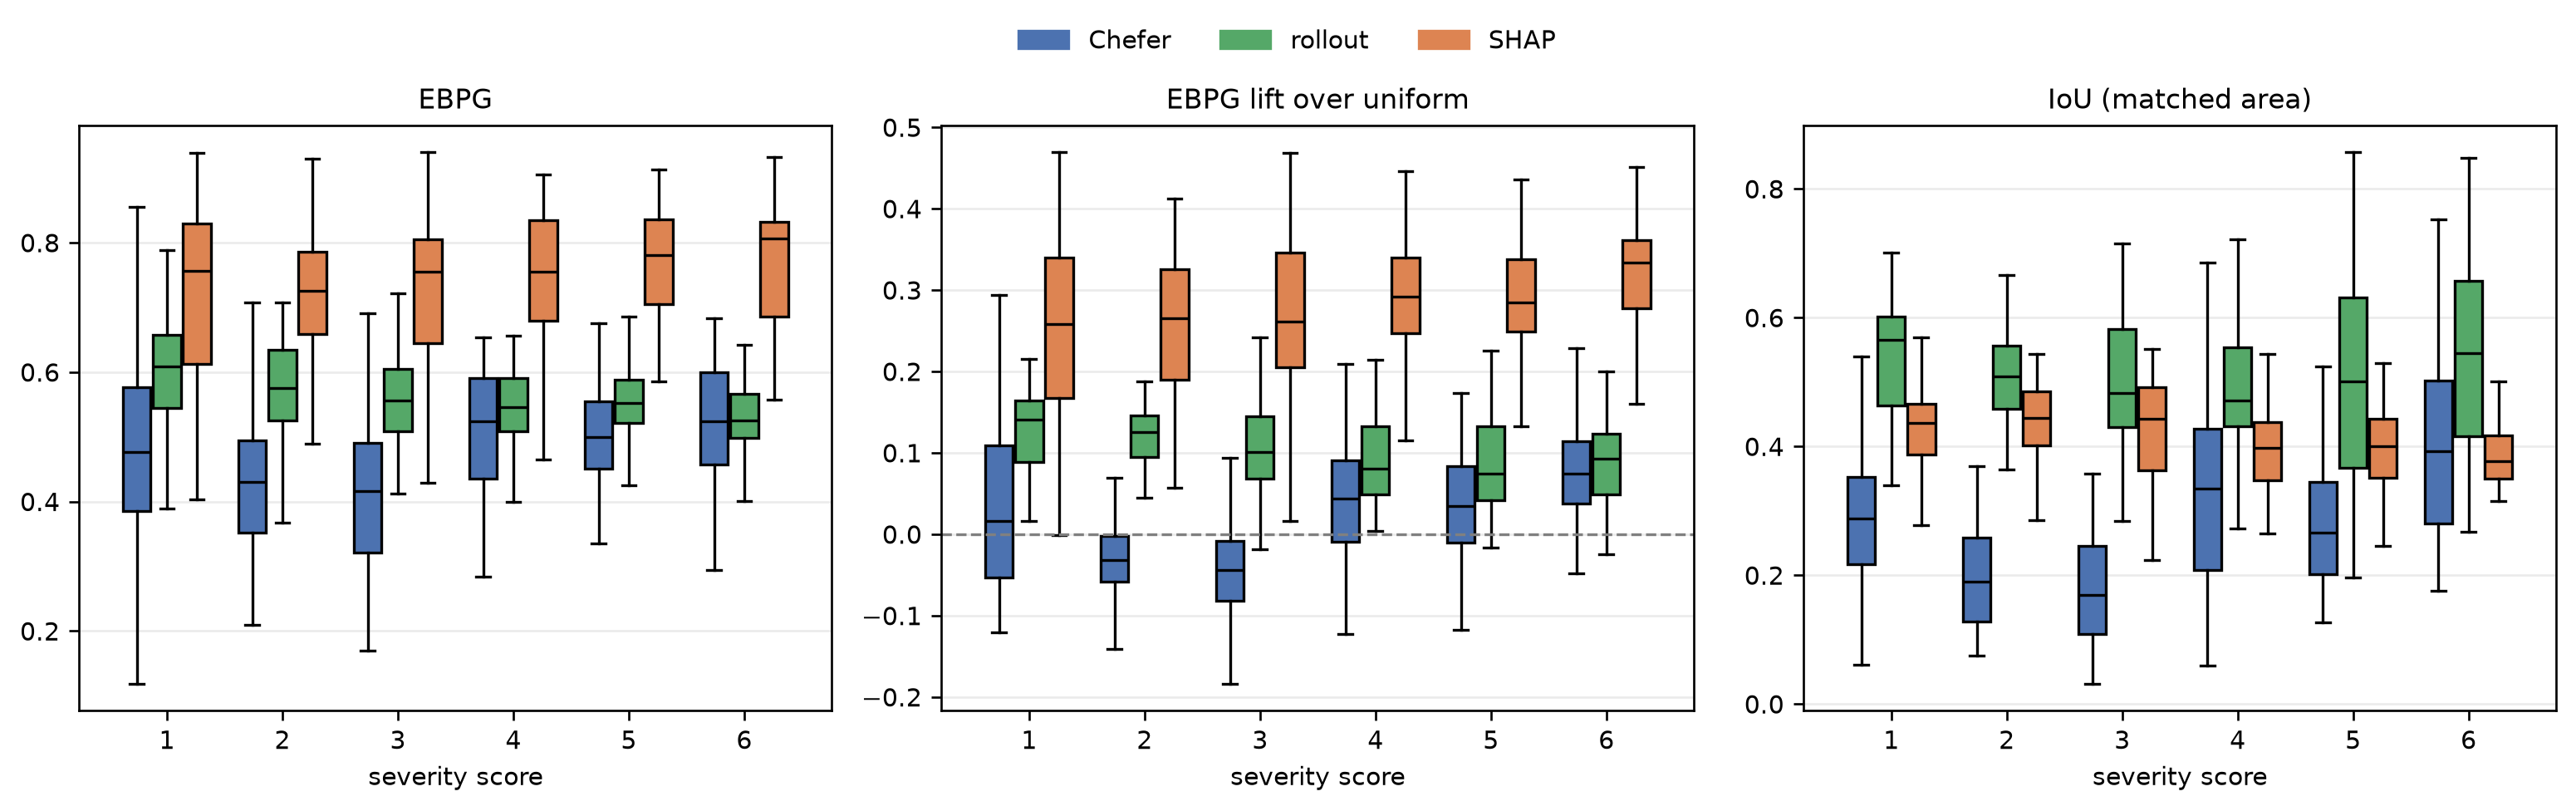 Chefer rollout SHAP
EBPG
0.8
0.6
0.4
0.2
1 2 3 4 5 6
severity score
EBPG lift over uniform
0.5
0.4
0.3
0.2
0.1
0.0
−0.1
−0.2
1 2 3 4 5 6
severity score
IoU (matched area)
0.8
0.6
0.4
0.2
0.0
1 2 3 4 5 6
severity score